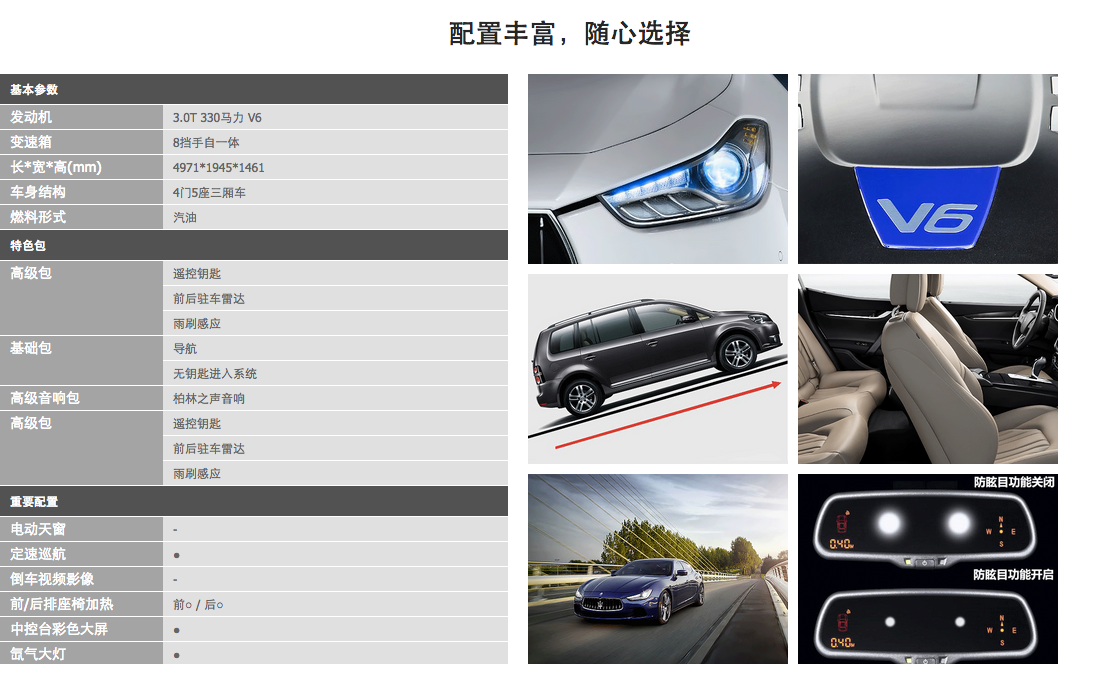 配置丰富，随心选择
基本参数
发动机 3.0T 330马力 V6
变速箱 8挡手自一体
长*宽*高(mm) 4971*1945*1461
车身结构 4门5座三厢车
燃料形式 汽油
特色包
高级包 遥控钥匙
前后驻车雷达
雨刷感应
基础包 导航
无钥匙进入系统
高级音响包 柏林之声音响
高级包 遥控钥匙
前后驻车雷达
雨刷感应
重要配置
电动天窗 -
定速巡航 ●
倒车视频影像 -
前/后排座椅加热 前○ / 后○
中控台彩色大屏 ●
氙气大灯 ●
V6
防眩目功能关闭
N
W E
S
0.40
防眩目功能开启
N
W E
S
0.40